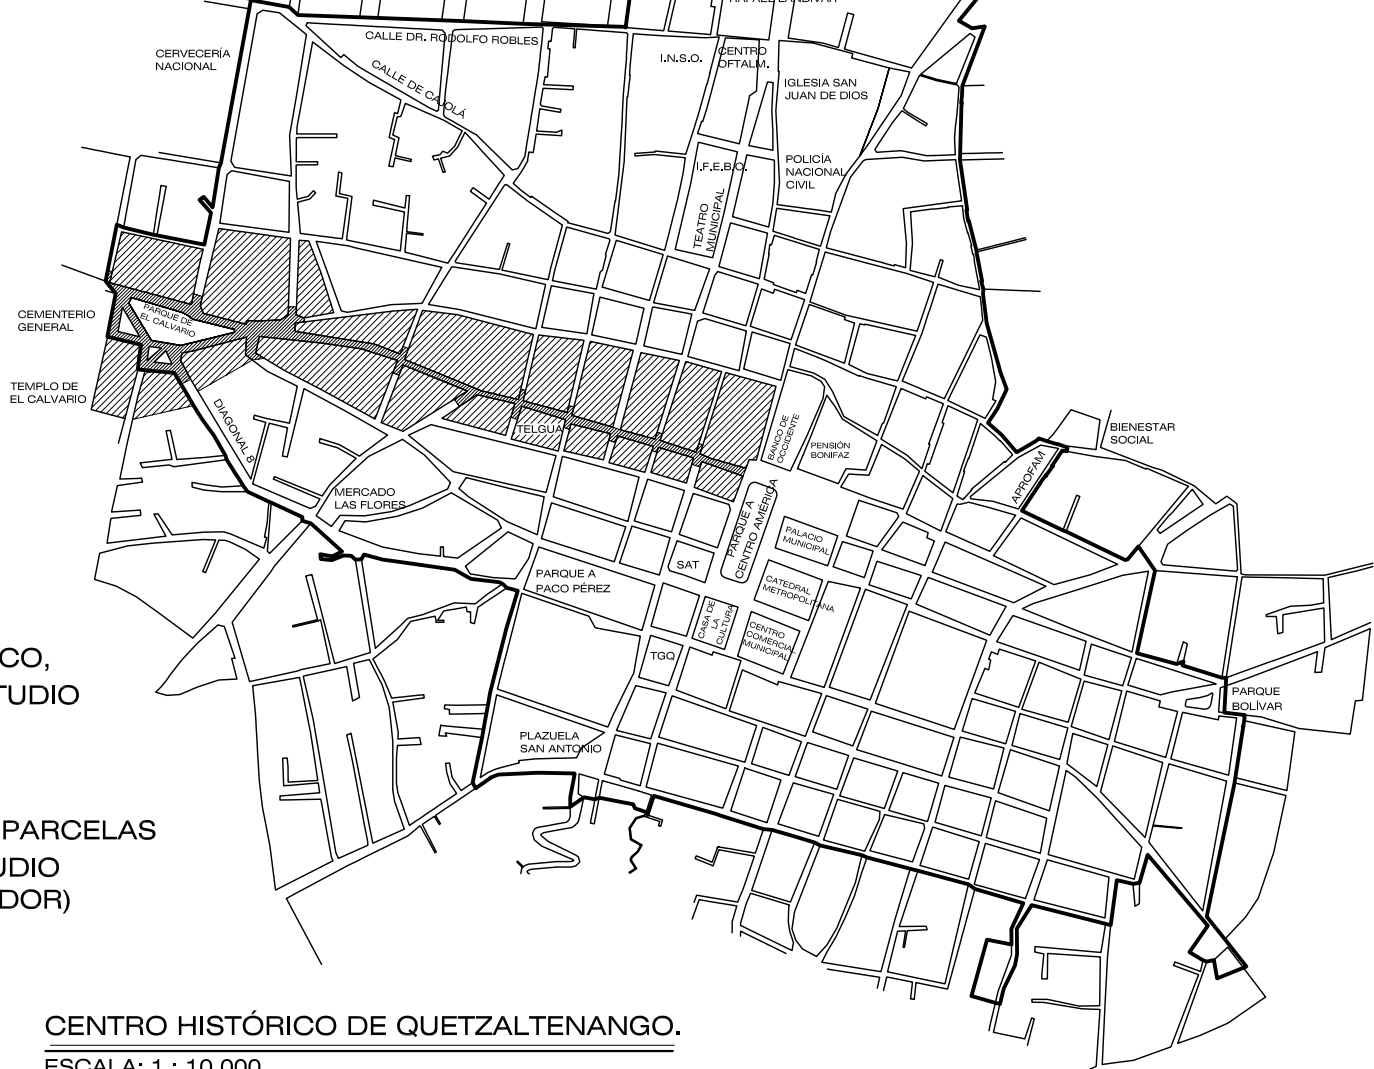 RAFAEL LANDIVAR
CALLE DR. RODOLFO ROBLES
CERVECERÍA
NACIONAL
I.N.S.O.
CENTRO
OFTALM.
CALLE DE CAJOLÁ
IGLESIA SAN
JUAN DE DIOS
I.F.E.B.O.
POLICÍA
NACIONAL
CIVIL
TEATRO
MUNICIPAL
CEMENTERIO
GENERAL
PARQUE DE
EL CALVARIO
TEMPLO DE
EL CALVARIO
DIAGONAL 8
TELGUA
BANCO DE
OCCIDENTE
PENSIÓN
BONIFAZ
BIENESTAR
SOCIAL
APROFAM
MERCADO
LAS FLORES
PARQUE A
CENTRO AMÉRICA
PALACIO
MUNICIPAL
SAT
PARQUE A
PACO PÉREZ
CATEDRAL
METROPOLITANA
CASA DE
LA
CULTURA
CENTRO
COMERCIAL
MUNICIPAL
TGQ
CO,
TUDIO
PARQUE
BOLÍVAR
PLAZUELA
SAN ANTONIO
PARCELAS
UDIO
DOR)
CENTRO HISTÓRICO DE QUETZALTENANGO.
ESCALA: 1 : 10,000